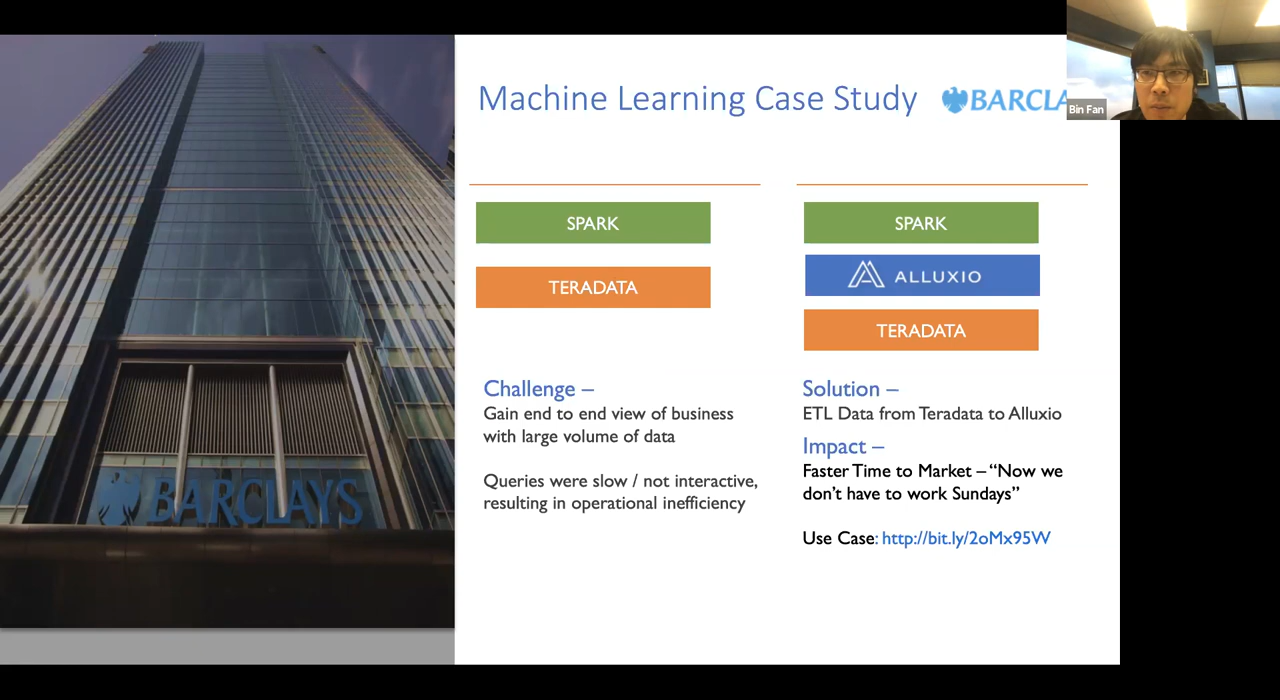 Machine Learning Case Study
BARCLA
Bin Fan
SPARK
TERADATA
SPARK
ALLUXIO
TERADATA
Challenge –
Gain end to end view of business
with large volume of data
Queries were slow / not interactive,
resulting in operational inefficiency
Solution –
ETL Data from Teradata to Alluxio
Impact –
Faster Time to Market – “Now we
don’t have to work Sundays”
Use Case: http://bit.ly/2oMx95W
BARCLAYS